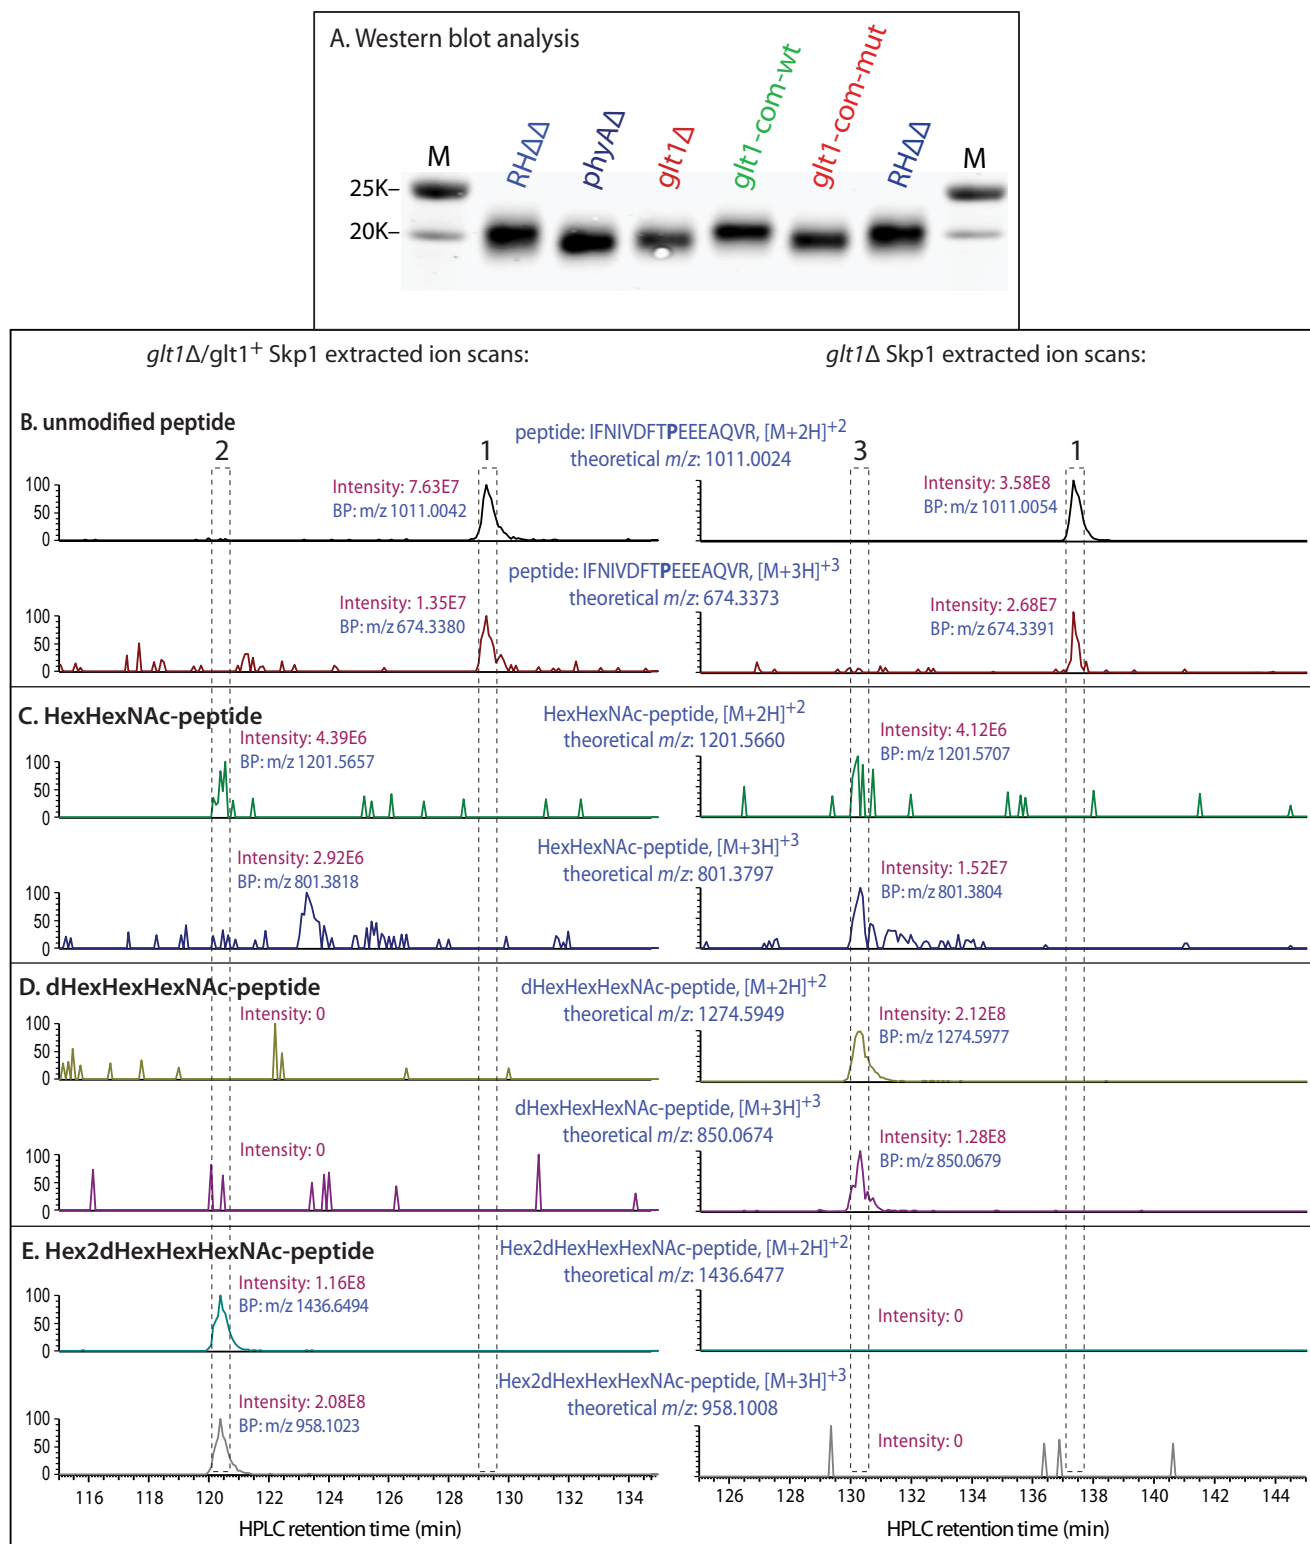 A. Western blot analysis
M
RHΔΔ
phyAΔ
glt1Δ
glt1-com-wt
glt1-com-mut
RHΔΔ
M
25K–
20K–
glt1Δ/glt1+ Skp1 extracted ion scans:
glt1Δ Skp1 extracted ion scans:
B. unmodified peptide
2
1
peptide: IFNIVDFTPEEEAQVR, [M+2H]+2
theoretical m/z: 1011.0024
3
1
100
50
0
Intensity: 7.63E7
BP: m/z 1011.0042
Intensity: 3.58E8
BP: m/z 1011.0054
peptide: IFNIVDFTPEEEAQVR, [M+3H]+3
theoretical m/z: 674.3373
100
50
0
Intensity: 1.35E7
BP: m/z 674.3380
Intensity: 2.68E7
BP: m/z 674.3391
C. HexHexNAc-peptide
HexHexNAc-peptide, [M+2H]+2
theoretical m/z: 1201.5660
100
50
0
Intensity: 4.39E6
BP: m/z 1201.5657
Intensity: 4.12E6
BP: m/z 1201.5707
HexHexNAc-peptide, [M+3H]+3
theoretical m/z: 801.3797
100
50
0
Intensity: 2.92E6
BP: m/z 801.3818
Intensity: 1.52E7
BP: m/z 801.3804
D. dHexHexHexNAc-peptide
dHexHexHexNAc-peptide, [M+2H]+2
theoretical m/z: 1274.5949
100
50
0
Intensity: 0
Intensity: 2.12E8
BP: m/z 1274.5977
dHexHexHexNAc-peptide, [M+3H]+3
theoretical m/z: 850.0674
100
50
0
Intensity: 0
Intensity: 1.28E8
BP: m/z 850.0679
E. Hex2dHexHexHexNAc-peptide
Hex2dHexHexHexNAc-peptide, [M+2H]+2
theoretical m/z: 1436.6477
100
50
0
Intensity: 1.16E8
BP: m/z 1436.6494
Intensity: 0
Hex2dHexHexHexNAc-peptide, [M+3H]+3
theoretical m/z: 958.1008
100
50
0
Intensity: 2.08E8
BP: m/z 958.1023
Intensity: 0
116 118 120 122 124 126 128 130 132 134
126 128 130 132 134 136 138 140 142 144
HPLC retention time (min)
HPLC retention time (min)